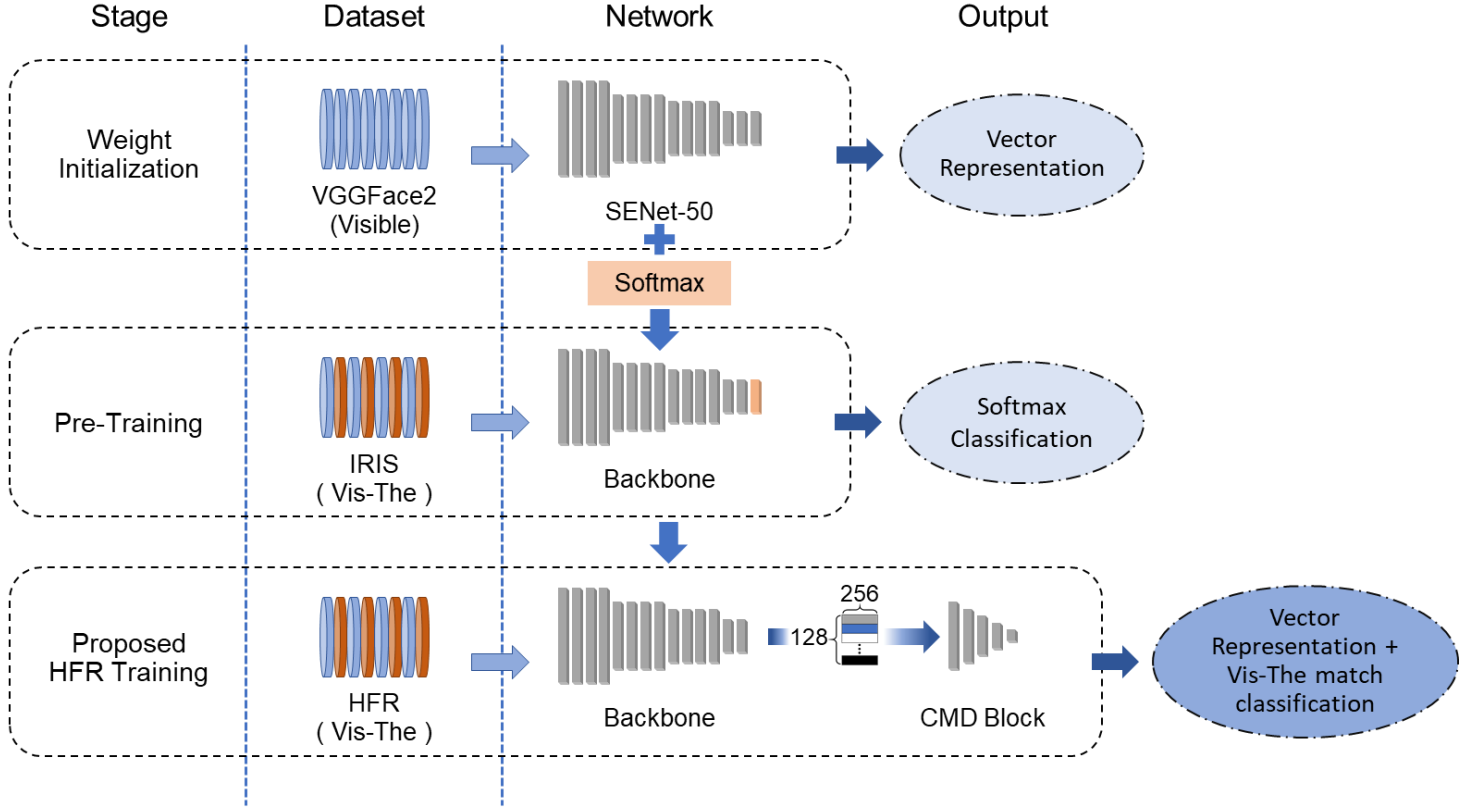 Stage
Dataset
Network
Output
Weight
Initialization
VGGFace2
(Visible)
SENet-50
Vector
Representation
Softmax
Pre-Training
IRIS
( Vis-The )
Backbone
Softmax
Classification
Proposed
HFR Training
HFR
( Vis-The )
Backbone
256
128
CMD Block
Vector
Representation +
Vis-The match
classification